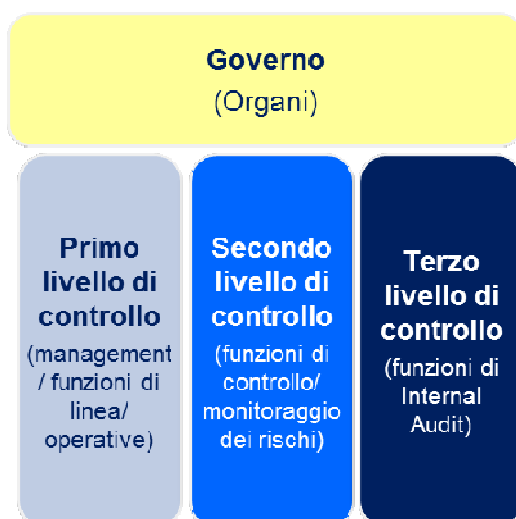 Governo
(Organi)
Primo
livello di
controllo
(management
/ funzioni di
linea/
operative)
Secondo
livello di
controllo
(funzioni di
controllo/
monitoraggio
dei rischi)
Terzo
livello di
controllo
(funzioni di
Internal
Audit)